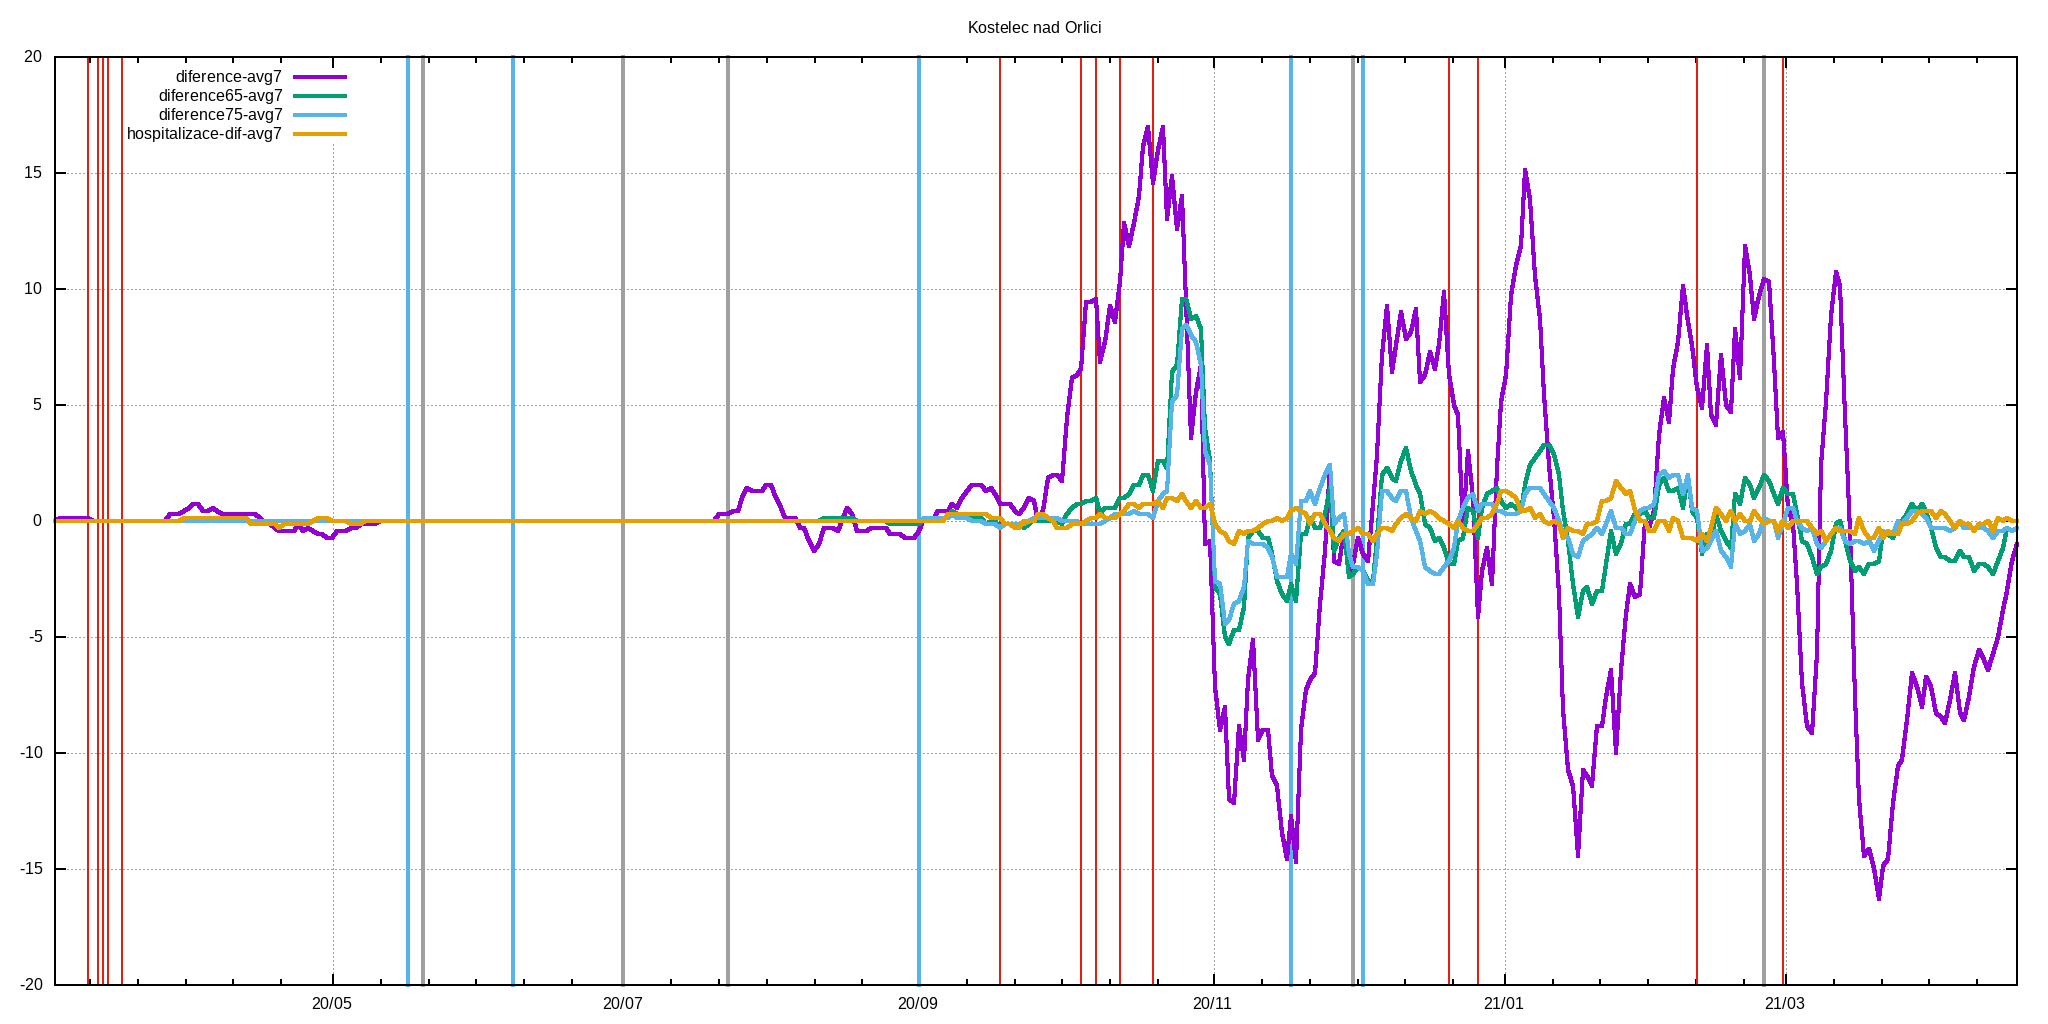 Kostelec nad Orlici
20
diference-avg7
diference65-avg7
diference75-avg7
hospitalizace-dif-avg7
15
10
5
0
-5
-10
-15
-20
20/05 20/07 20/09 20/11 21/01 21/03